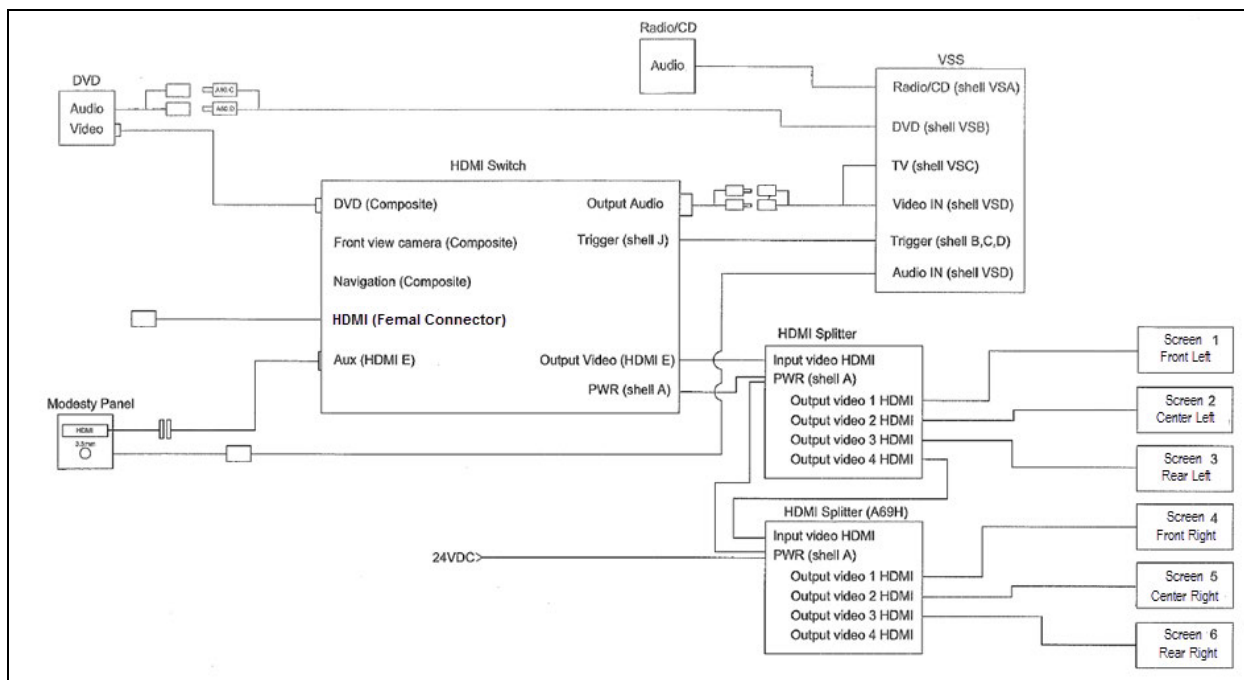 Radio/CD
Audio
VSS
Radio/CD (shell VSA)
DVD (shell VSB)
TV (shell VSC)
Video IN (shell VSD)
Trigger (shell B,C,D)
Audio IN (shell VSD)
DVD
Audio
Video
A60:C
A60:D
HDMI Switch
DVD (Composite)
Output Audio
Front view camera (Composite)
Trigger (shell J)
Navigation (Composite)
HDMI (Femal Connector)
Aux (HDMI E)
Output Video (HDMI E)
PWR (shell A)
Modesty Panel
HDMI
3.5mm
HDMI Splitter
Input video HDMI
PWR (shell A)
Output video 1 HDMI
Output video 2 HDMI
Output video 3 HDMI
Output video 4 HDMI
Screen 1
Front Left
Screen 2
Center Left
Screen 3
Rear Left
HDMI Splitter (A69H)
Input video HDMI
24VDC>
PWR (shell A)
Output video 1 HDMI
Output video 2 HDMI
Output video 3 HDMI
Output video 4 HDMI
Screen 4
Front Right
Screen 5
Center Right
Screen 6
Rear Right